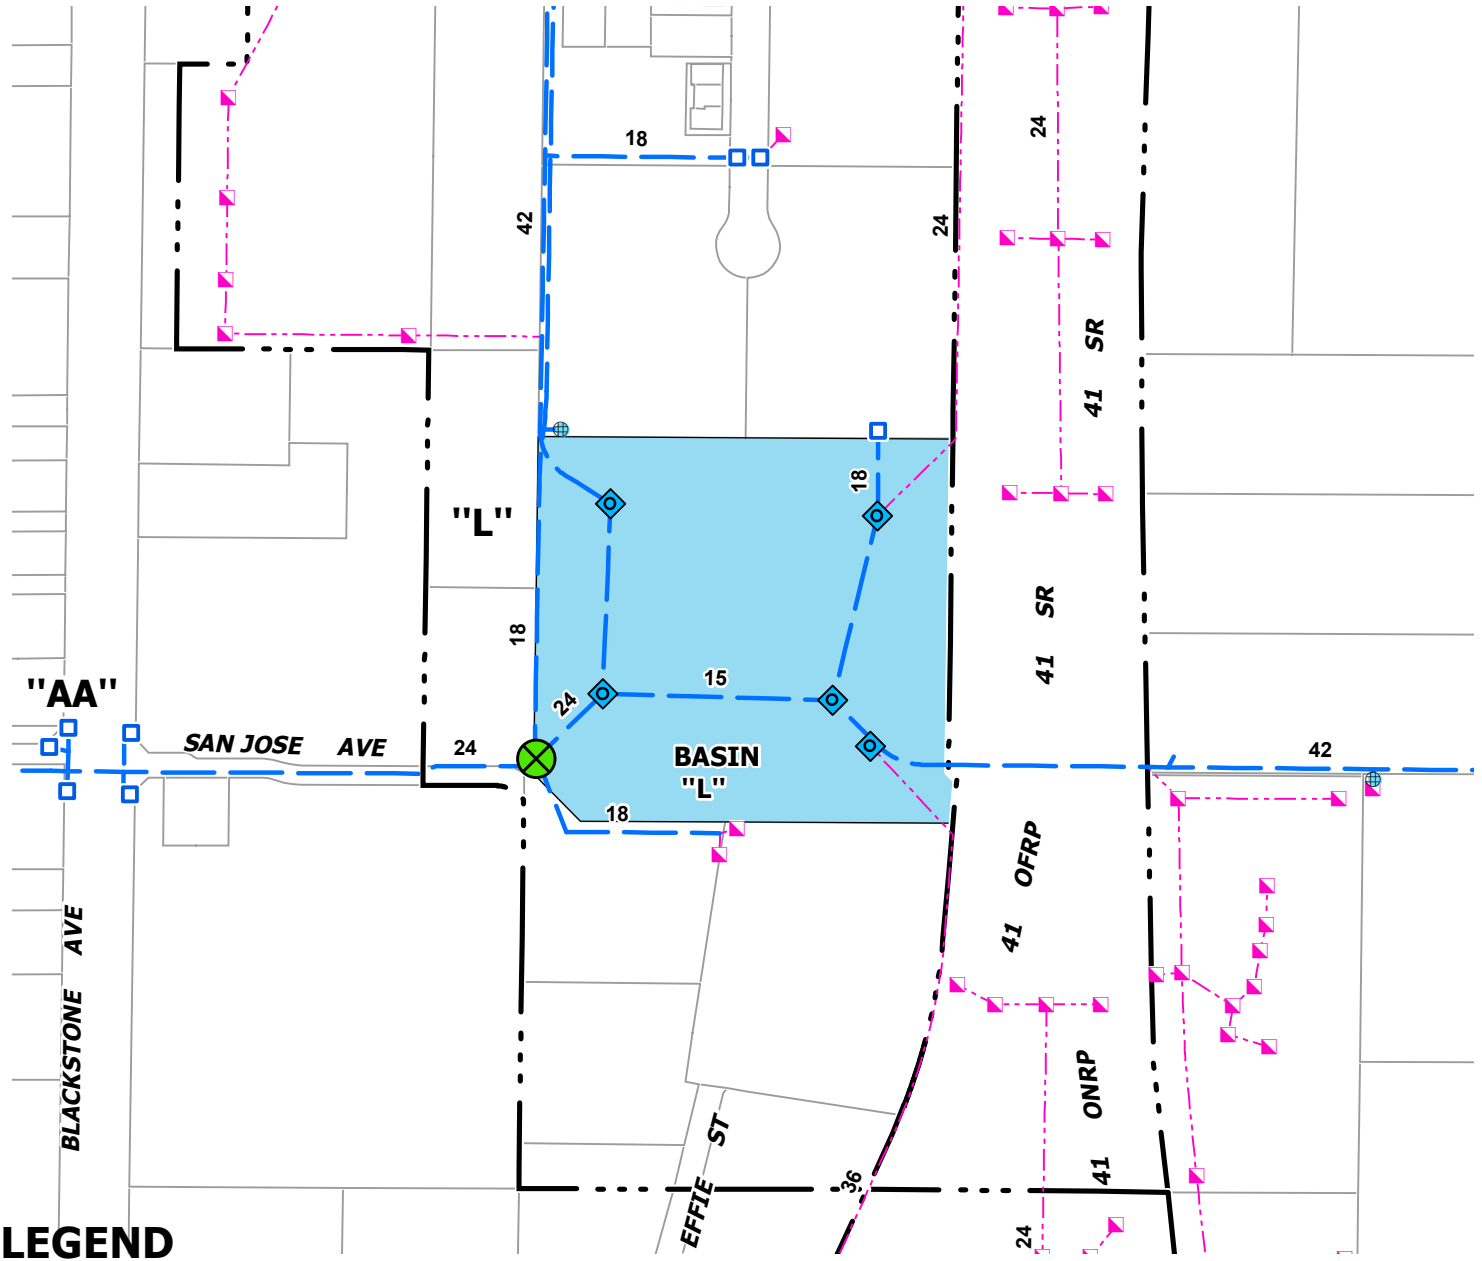 18
24
42
24
41 SR
18
"L"
18
41 SR
15
24
"AA"
SAN JOSE AVE
24
BASIN
"L"
42
18
41 OFRP
BLACKSTONE AVE
41 ONRP
EFFIE ST
36
24
LEGEND